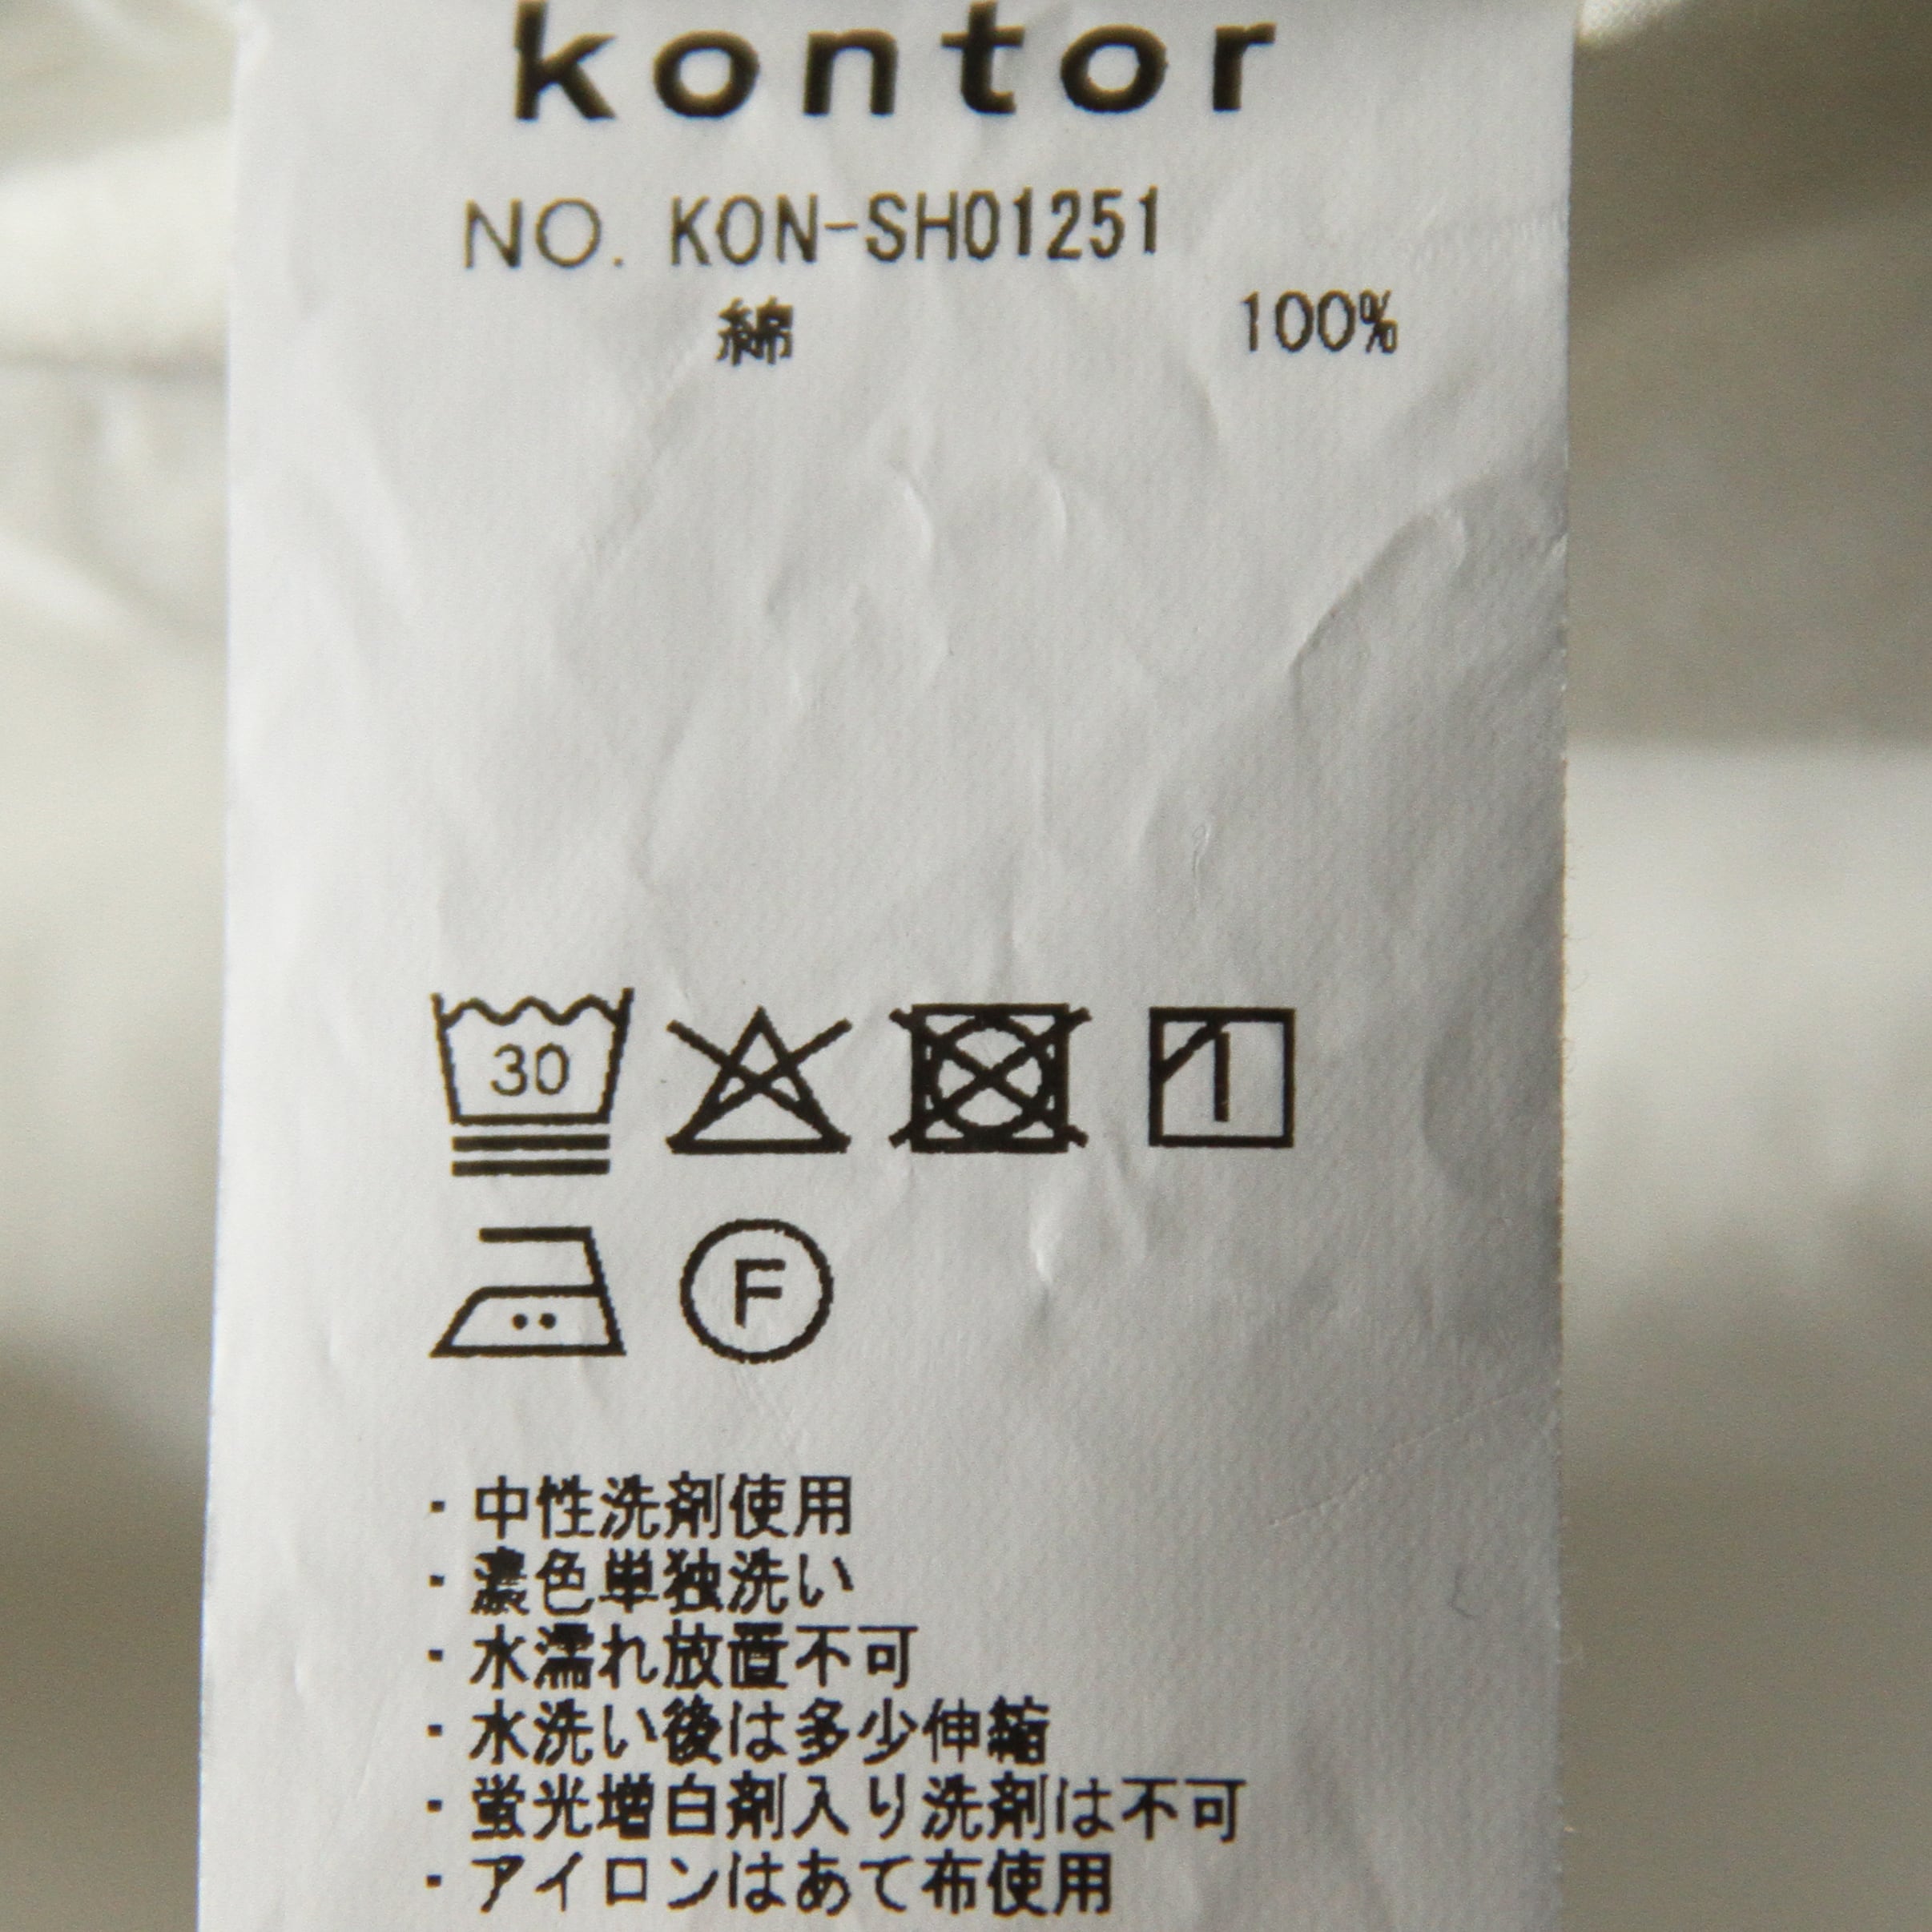 kontor
NO. KON-SH01251
綿 100%
30
F
・中性洗剤使用
・濃色単独洗い
・水濡れ放置不可
・水洗い後は多少伸縮
・蛍光増白剤入り洗剤は不可
・アイロンはあて布使用